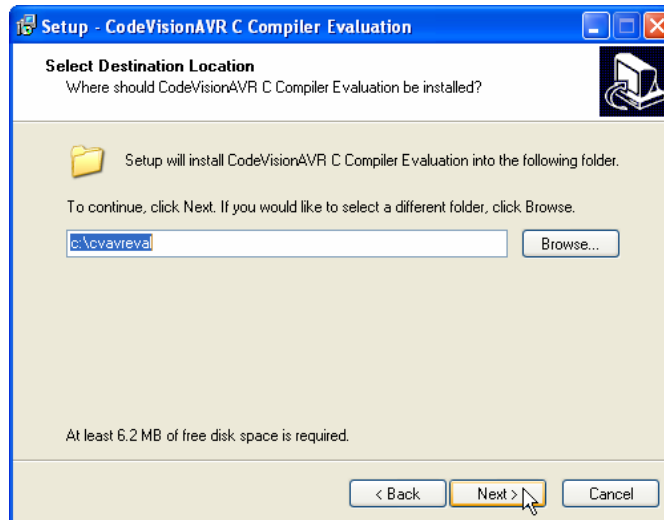 Setup - CodeVisionAVR C Compiler Evaluation
Select Destination Location
Where should CodeVisionAVR C Compiler Evaluation be installed?
Setup will install CodeVisionAVR C Compiler Evaluation into the following folder.
To continue, click Next. If you would like to select a different folder, click Browse.
c:\cvavreval
Browse...
At least 6.2 MB of free disk space is required.
< Back
Next >
Cancel